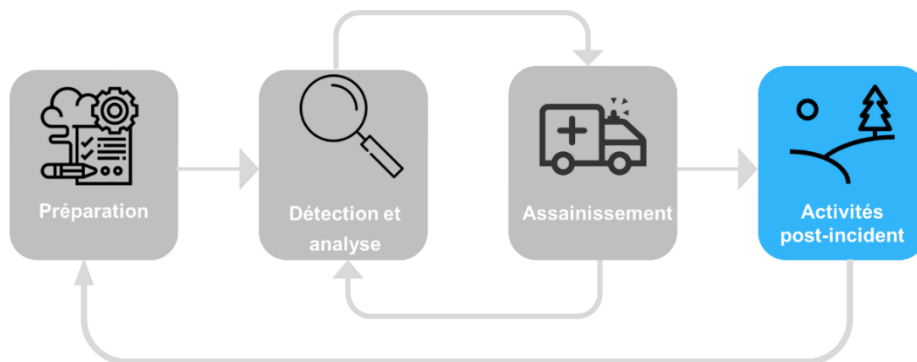 Préparation
Détection et
analyse
Assainissement
Activités
post-incident